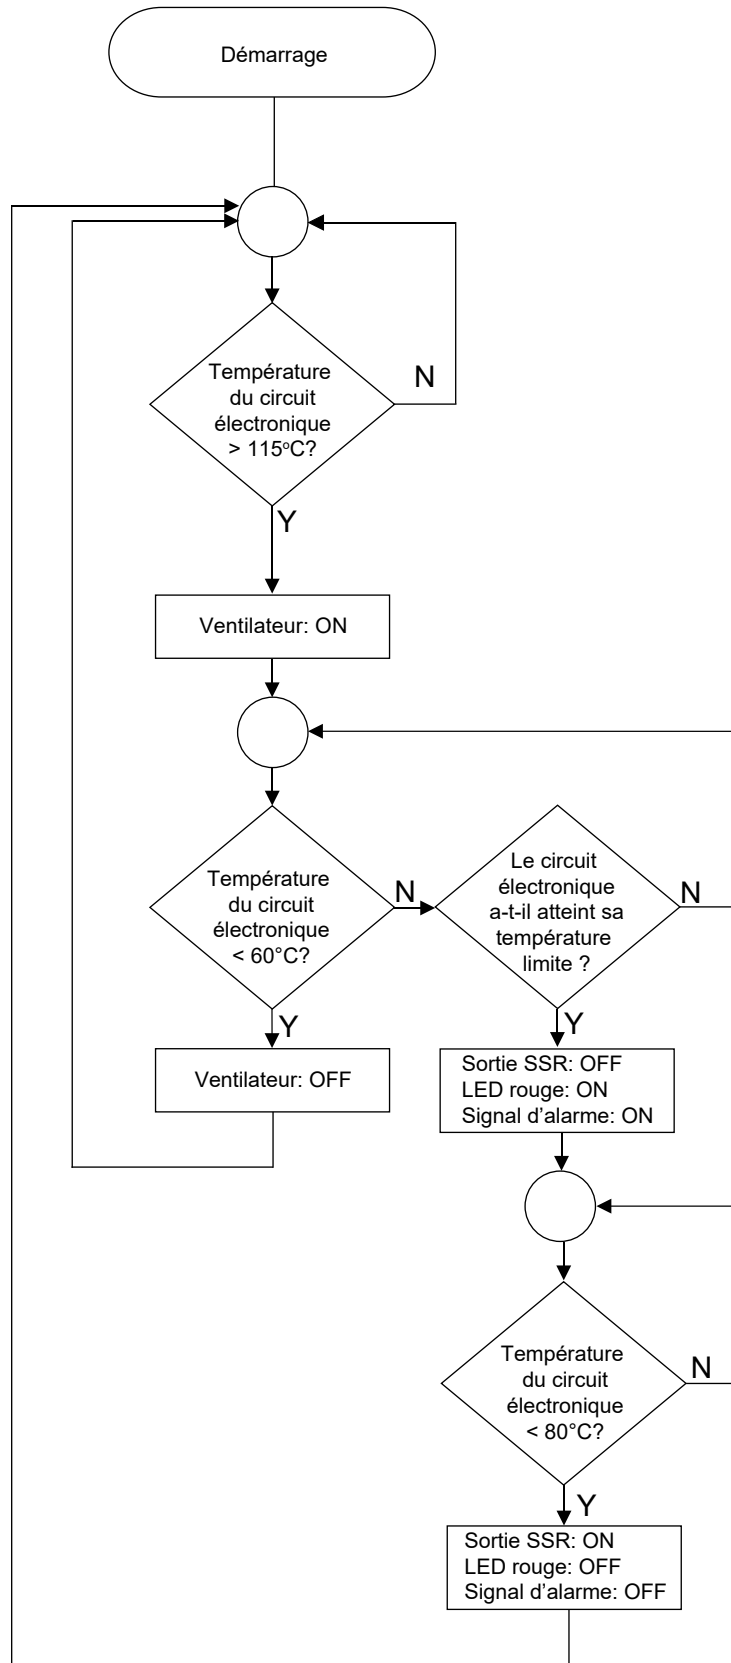 Démarrage
Température
du circuit
électronique
> 115°C?
N
Y
Ventilateur: ON
Température
du circuit
électronique
< 60°C?
N
Y
Le circuit
électronique
a-t-il atteint sa
température
limite ?
N
Y
Ventilateur: OFF
Sortie SSR: OFF
LED rouge: ON
Signal d’alarme: ON
Température
du circuit
électronique
< 80°C?
N
Y
Sortie SSR: ON
LED rouge: OFF
Signal d’alarme: OFF